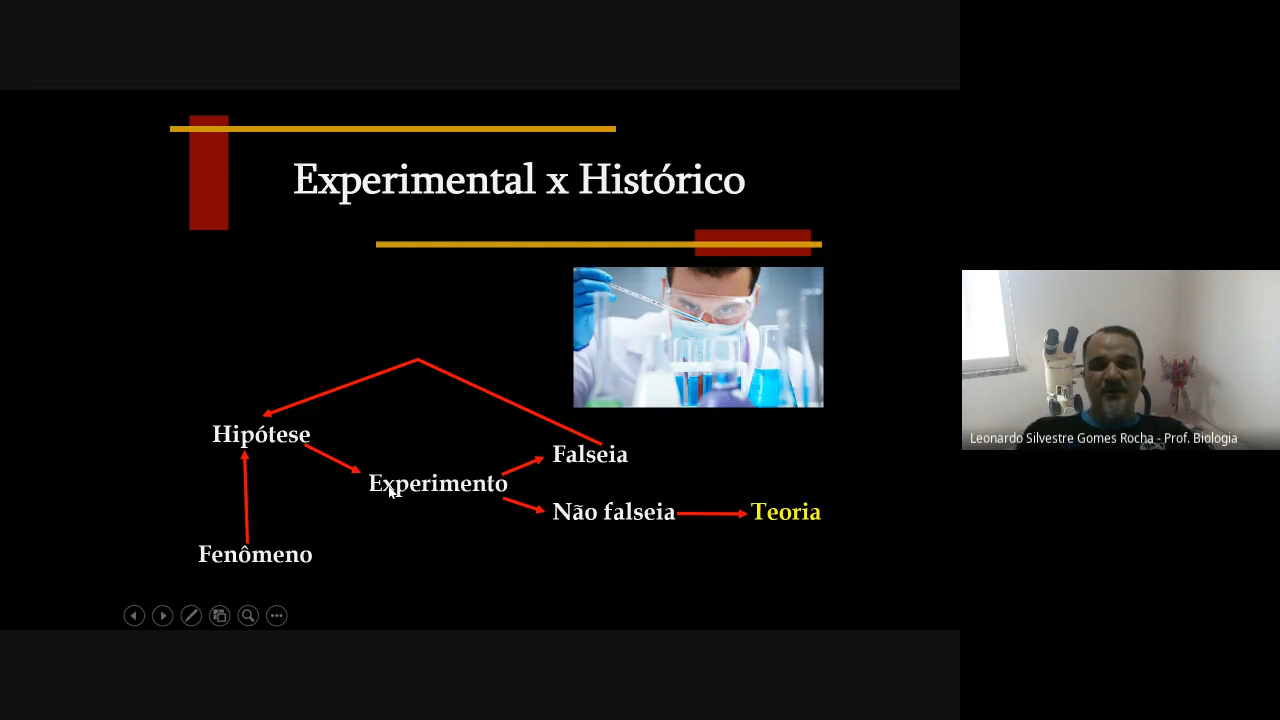 Experimental x Histórico
Hipótese
Falseia
Experimento
Não falseia
Teoria
Fenômeno
Leonardo Silvestre Gomes Rocha - Prof. Biologia